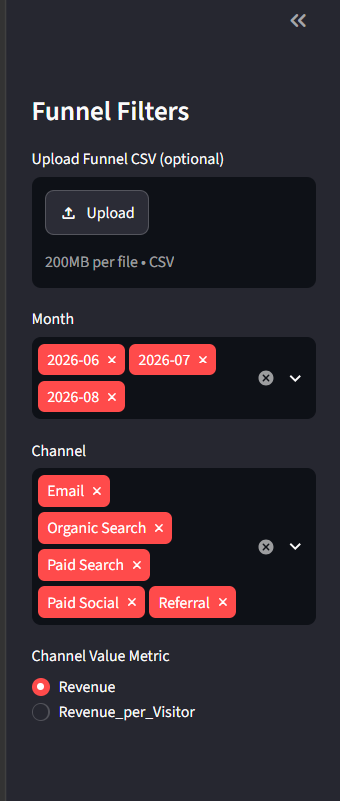 Funnel Filters
Upload Funnel CSV (optional)
Upload
200MB per file • CSV
Month
2026-06 × 2026-07 ×
2026-08 ×
Channel
Email ×
Organic Search ×
Paid Search ×
Paid Social × Referral ×
Channel Value Metric
Revenue
Revenue_per_Visitor